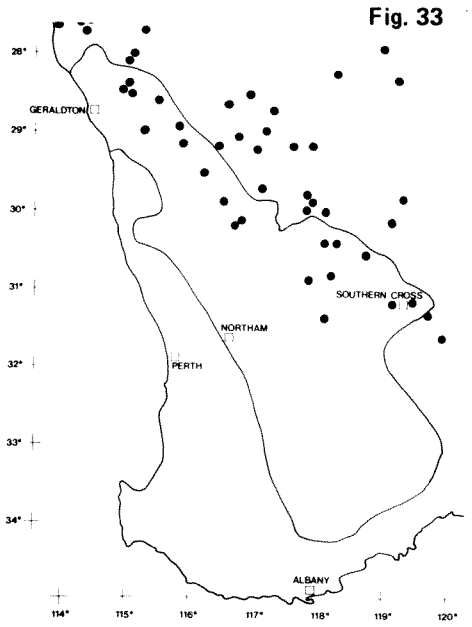 Fig. 33
28°
GERALDTON
29°
30°
31°
SOUTHERN CROSS
NORTHAM
32°
PERTH
33°
34°
ALBANY
114° 115° 116° 117° 118° 119° 120°